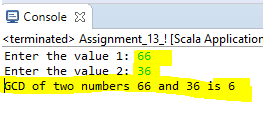 Console
<terminated> Assignment_13_! [Scala Application
Enter the value 1: 66
Enter the value 2: 36
GCD of two numbers 66 and 36 is 6